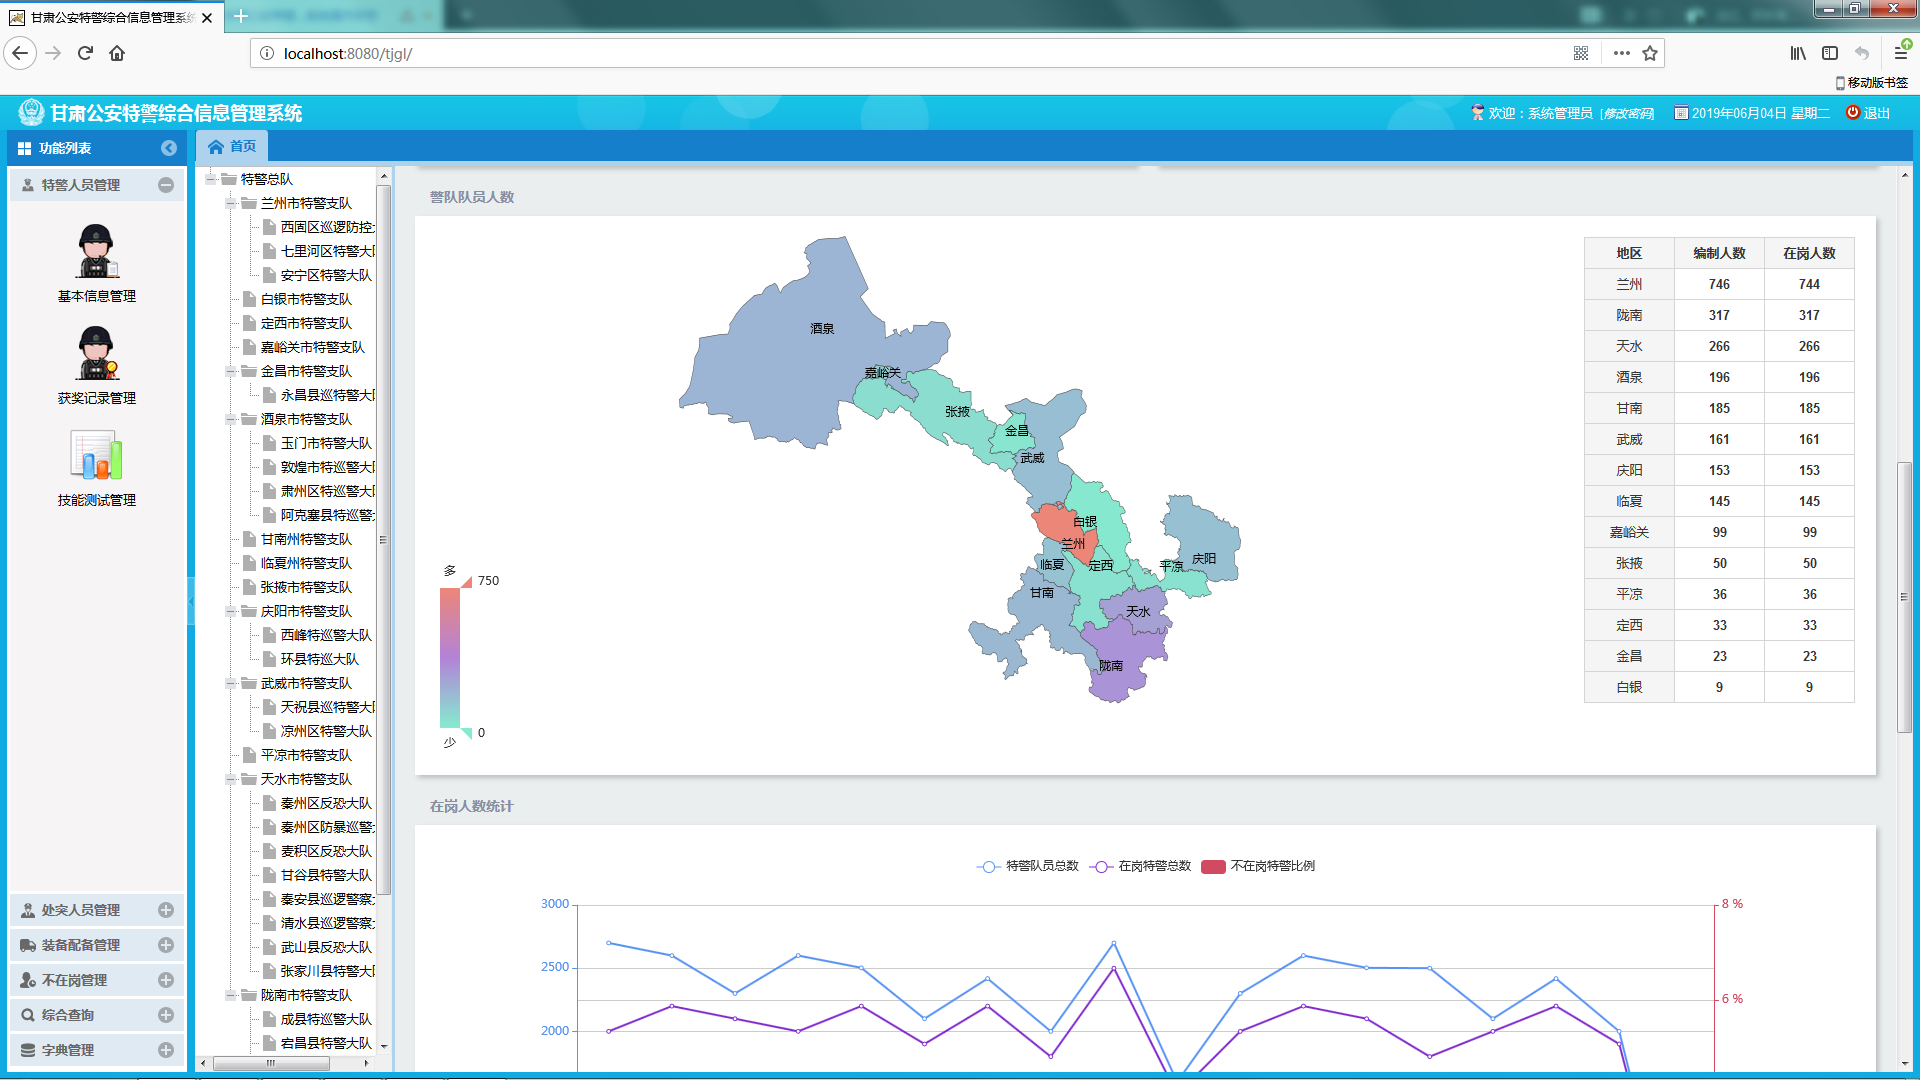 甘肃公安特警综合信息管理系统
localhost:8080/tjgl/
移动版书签
甘肃公安特警综合信息管理系统
欢迎：系统管理员 [修改密码] 2019年06月04日 星期二 退出
功能列表
首页
特警人员管理
基本信息管理
获奖记录管理
技能测试管理
处突人员管理
装备配备管理
不在岗管理
综合查询
字典管理
特警总队
兰州市特警支队
西固区巡逻防控
七里河区特警大队
安宁区特警大队
白银市特警支队
定西市特警支队
嘉峪关市特警支队
金昌市特警支队
永昌县巡特警大队
酒泉市特警支队
玉门市特警大队
敦煌市特巡警大队
肃州区特巡警大队
阿克塞县特巡警
甘南州特警支队
临夏州特警支队
张掖市特警支队
庆阳市特警支队
西峰特巡警大队
环县特巡大队
武威市特警支队
天祝县巡特警大队
凉州区特警大队
平凉市特警支队
天水市特警支队
秦州区反恐大队
秦州区防暴巡警
麦积区反恐大队
甘谷县特警大队
秦安县巡逻警察
清水县巡逻警察
武山县反恐大队
张家川县特警大队
陇南市特警支队
成县特巡警大队
宕昌县特警大队
警队队员人数
酒泉
嘉峪关
张掖
金昌
武威
白银
兰州
临夏
定西
平凉
庆阳
甘南
天水
陇南
多
750
0
少
地区 编制人数 在岗人数
兰州 746 744
陇南 317 317
天水 266 266
酒泉 196 196
甘南 185 185
武威 161 161
庆阳 153 153
临夏 145 145
嘉峪关 99 99
张掖 50 50
平凉 36 36
定西 33 33
金昌 23 23
白银 9 9
在岗人数统计
特警队员总数 在岗特警总数 不在岗特警比例
3000
2500
2000
8 %
6 %